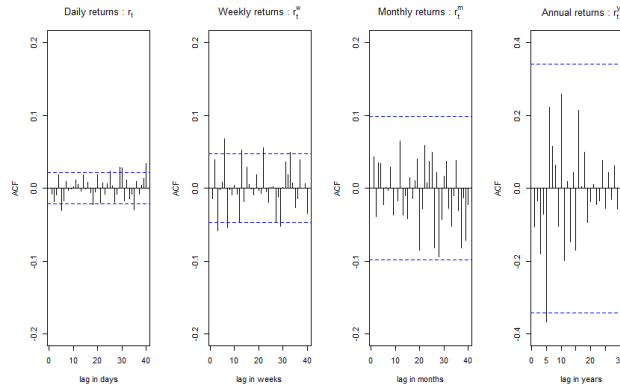 Daily returns : r_t
0.2
0.1
0.0
-0.1
-0.2
ACF
0 10 20 30 40
lag in days
Weekly returns : r_t^w
0.2
0.1
0.0
-0.1
-0.2
ACF
0 10 20 30 40
lag in weeks
Monthly returns : r_t^m
0.2
0.1
0.0
-0.1
-0.2
ACF
0 10 20 30 40
lag in months
Annual returns : r_t^y
0.4
0.2
0.0
-0.2
-0.4
ACF
0 5 15
lag in years